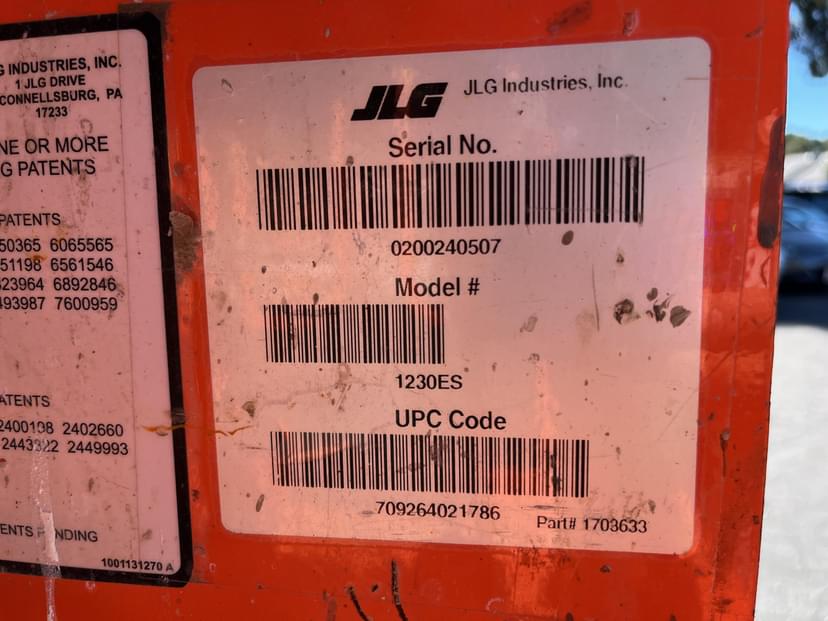 G INDUSTRIES, INC.
1 JLG DRIVE
CONNELLSBURG, PA
17233
NE OR MORE
G PATENTS
PATENTS
50365 6065565
51198 6561546
23964 6892846
493987 7600959
ATENTS
2400108 2402660
2443322 2449993
ENTS PENDING
1001131270 A
JLG JLG Industries, Inc.
Serial No.
0200240507
Model #
1230ES
UPC Code
709264021786
Part# 1703633